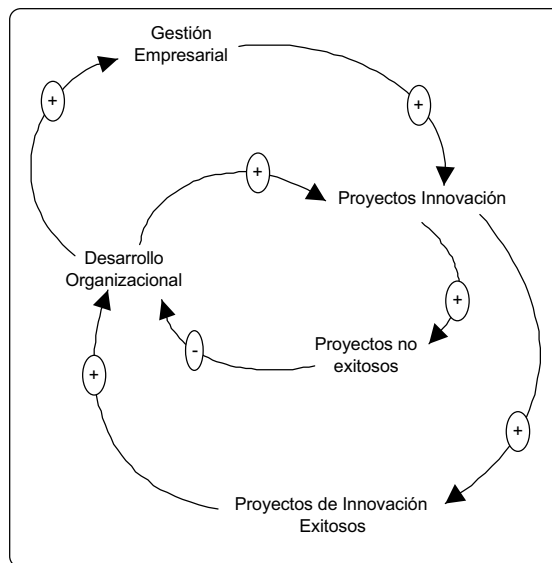 Gestión
Empresarial
+
+
+
Proyectos Innovación
Desarrollo
Organizacional
+
Proyectos no
exitosos
-
+
+
Proyectos de Innovación
Exitosos